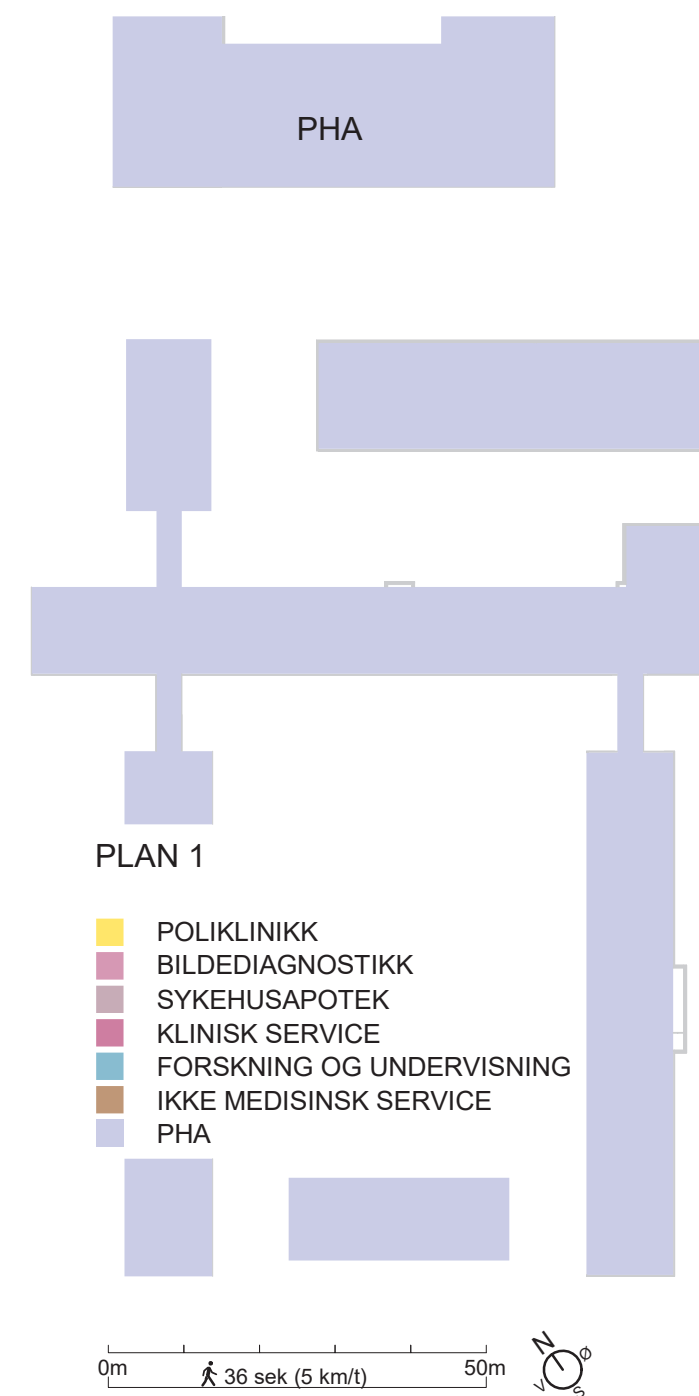 PHA
PLAN 1
POLIKLINIKK
BILDEDIAGNOSTIKK
SYKEHUSAPOTEK
KLINISK SERVICE
FORSKNING OG UNDERVISNING
IKKE MEDISINSK SERVICE
PHA
0m 36 sek (5 km/t) 50m
N Ø
V S